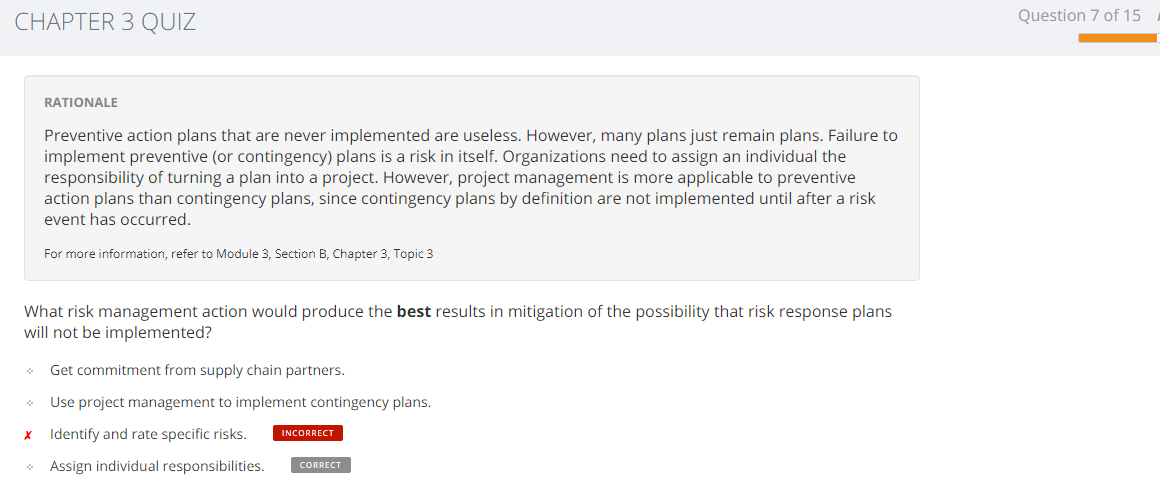 CHAPTER 3 QUIZ
Question 7 of 15
RATIONALE
Preventive action plans that are never implemented are useless. However, many plans just remain plans. Failure to
implement preventive (or contingency) plans is a risk in itself. Organizations need to assign an individual the
responsibility of turning a plan into a project. However, project management is more applicable to preventive
action plans than contingency plans, since contingency plans by definition are not implemented until after a risk
event has occurred.
For more information, refer to Module 3, Section B, Chapter 3, Topic 3
What risk management action would produce the best results in mitigation of the possibility that risk response plans
will not be implemented?
Get commitment from supply chain partners.
Use project management to implement contingency plans.
Identify and rate specific risks. INCORRECT
Assign individual responsibilities. CORRECT